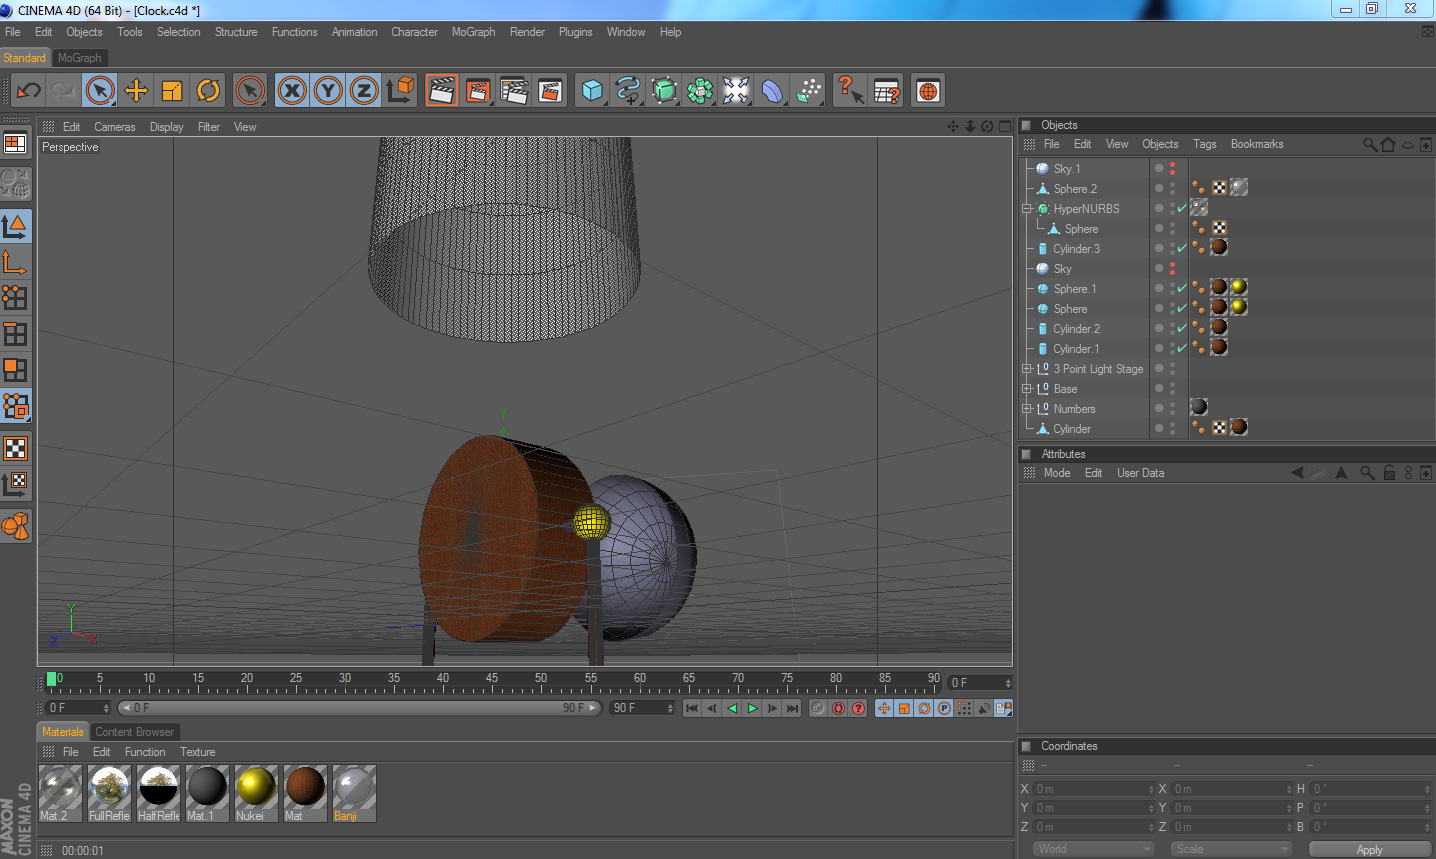 CINEMA 4D (64 Bit) - [Clock.c4d *]
File Edit Objects Tools Selection Structure Functions Animation Character MoGraph Render Plugins Window Help
Standard MoGraph
X Y Z
Edit Cameras Display Filter View
Perspective
Y
Y
Z X
0 5 10 15 20 25 30 35 40 45 50 55 60 65 70 75 80 85 90 0 F
0 F 0 F 90 F 90 F
Materials Content Browser
File Edit Function Texture
Mat.2 FullRefle HalfRefle Mat.1 Nukei Mat Banji
MAXON
CINEMA 4D
00:00:01
Objects
File Edit View Objects Tags Bookmarks
Sky.1
Sphere.2
HyperNURBS
Sphere
Cylinder.3
Sky
Sphere.1
Sphere
Cylinder.2
Cylinder.1
3 Point Light Stage
Base
Numbers
Cylinder
Attributes
Mode Edit User Data
Coordinates
-- -- --
X 0 m X 0 m H 0 °
Y 0 m Y 0 m P 0 °
Z 0 m Z 0 m B 0 °
World Scale Apply